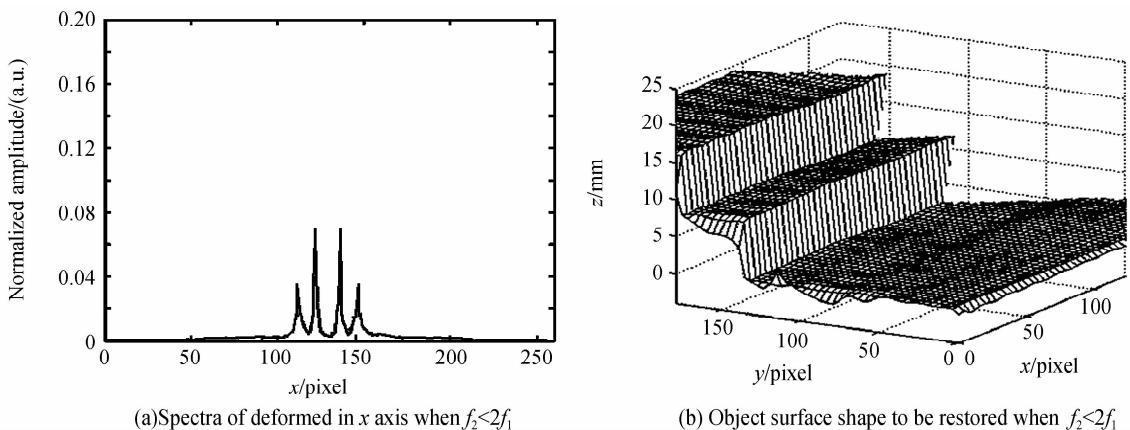 0.20
0.16
0.12
0.08
0.04
0
Normalized amplitude/(a.u.)
0 50 100 150 200 250
x/pixel
(a)Spectra of deformed in x axis when f₂<2f₁
25
20
15
10
5
0
z/mm
150 100 50 0
y/pixel
0 50 100
x/pixel
(b) Object surface shape to be restored when f₂<2f₁